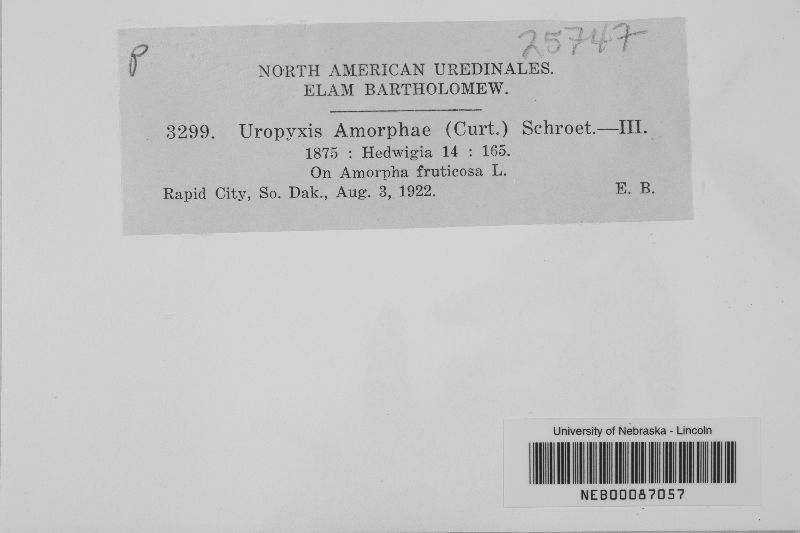 P
25747
NORTH AMERICAN UREDINALES.
ELAM BARTHOLOMEW.
3299. Uropyxis Amorphae (Curt.) Schroet.—III.
1875 : Hedwigia 14 : 165.
On Amorpha fruticosa L.
Rapid City, So. Dak., Aug. 3, 1922. E. B.
University of Nebraska - Lincoln
NEB00087057